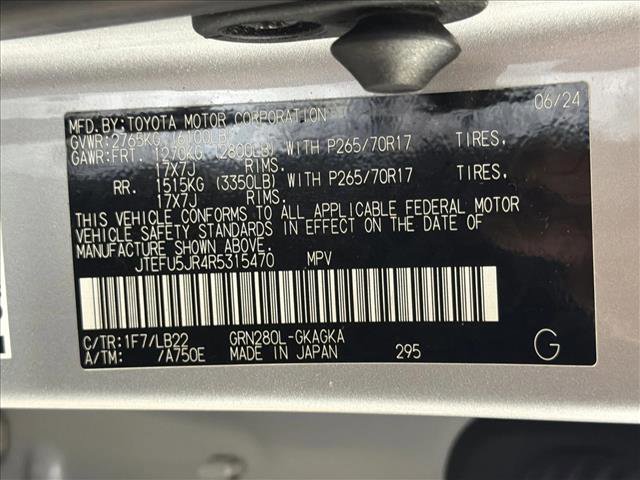 MFD.BY:TOYOTA MOTOR CORPORATION 06/24
GVWR:2765KG (6100LB)
GAWR:FRT. 1270KG (2800LB) WITH P265/70R17 TIRES,
17X7J RIMS.
RR. 1515KG (3350LB) WITH P265/70R17 TIRES,
17X7J RIMS.
THIS VEHICLE CONFORMS TO ALL APPLICABLE FEDERAL MOTOR
VEHICLE SAFETY STANDARDS IN EFFECT ON THE DATE OF
MANUFACTURE SHOWN ABOVE.
JTEFU5JR4R5315470 MPV
C/TR:1F7/LB22 GRN280L-GKAGKA
A/TM: /A750E MADE IN JAPAN 295 G